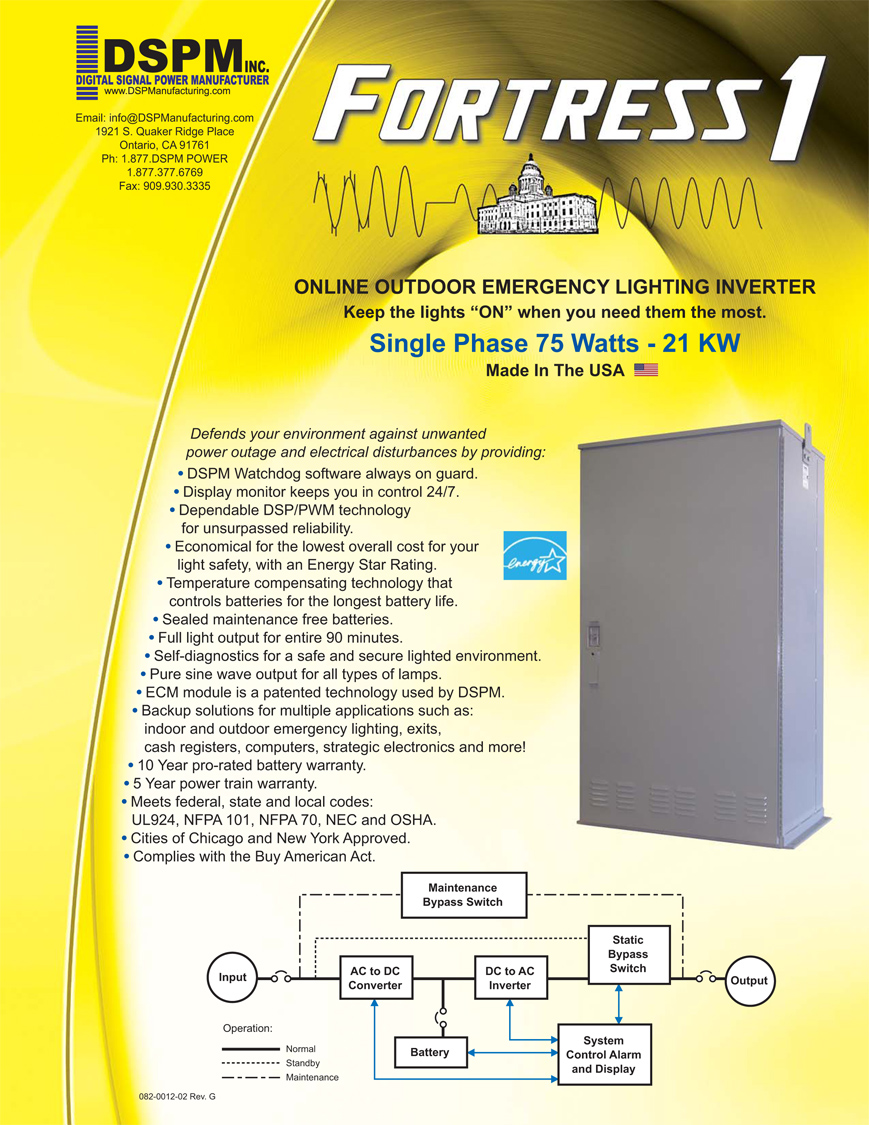 DSPM INC.
DIGITAL SIGNAL POWER MANUFACTURER
www.DSPManufacturing.com
Email: info@DSPManufacturing.com
1921 S. Quaker Ridge Place
Ontario, CA 91761
Ph: 1.877.DSPM POWER
1.877.377.6769
Fax: 909.930.3335
FORTRESS 1
ONLINE OUTDOOR EMERGENCY LIGHTING INVERTER
Keep the lights “ON” when you need them the most.
Single Phase 75 Watts - 21 KW
Made In The USA
Defends your environment against unwanted
power outage and electrical disturbances by providing:
• DSPM Watchdog software always on guard.
• Display monitor keeps you in control 24/7.
• Dependable DSP/PWM technology
for unsurpassed reliability.
• Economical for the lowest overall cost for your
light safety, with an Energy Star Rating.
• Temperature compensating technology that
controls batteries for the longest battery life.
• Sealed maintenance free batteries.
• Full light output for entire 90 minutes.
• Self-diagnostics for a safe and secure lighted environment.
• Pure sine wave output for all types of lamps.
• ECM module is a patented technology used by DSPM.
• Backup solutions for multiple applications such as:
indoor and outdoor emergency lighting, exits,
cash registers, computers, strategic electronics and more!
• 10 Year pro-rated battery warranty.
• 5 Year power train warranty.
• Meets federal, state and local codes:
UL924, NFPA 101, NFPA 70, NEC and OSHA.
• Cities of Chicago and New York Approved.
• Complies with the Buy American Act.
energy
Maintenance
Bypass Switch
Static
Bypass
Switch
Input
AC to DC
Converter
DC to AC
Inverter
Output
Operation:
Normal
Standby
Maintenance
Battery
System
Control Alarm
and Display
082-0012-02 Rev. G